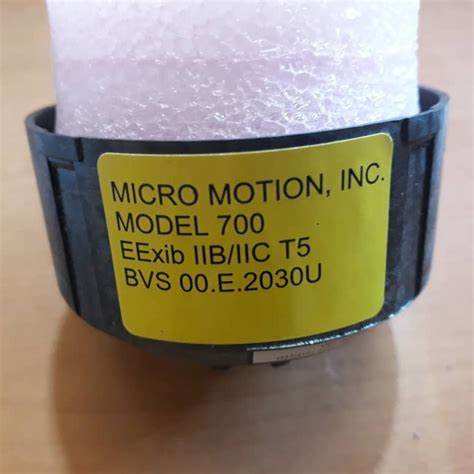 MICRO MOTION, INC.
MODEL 700
EExib IIB/IIC T5
BVS 00.E.2030U